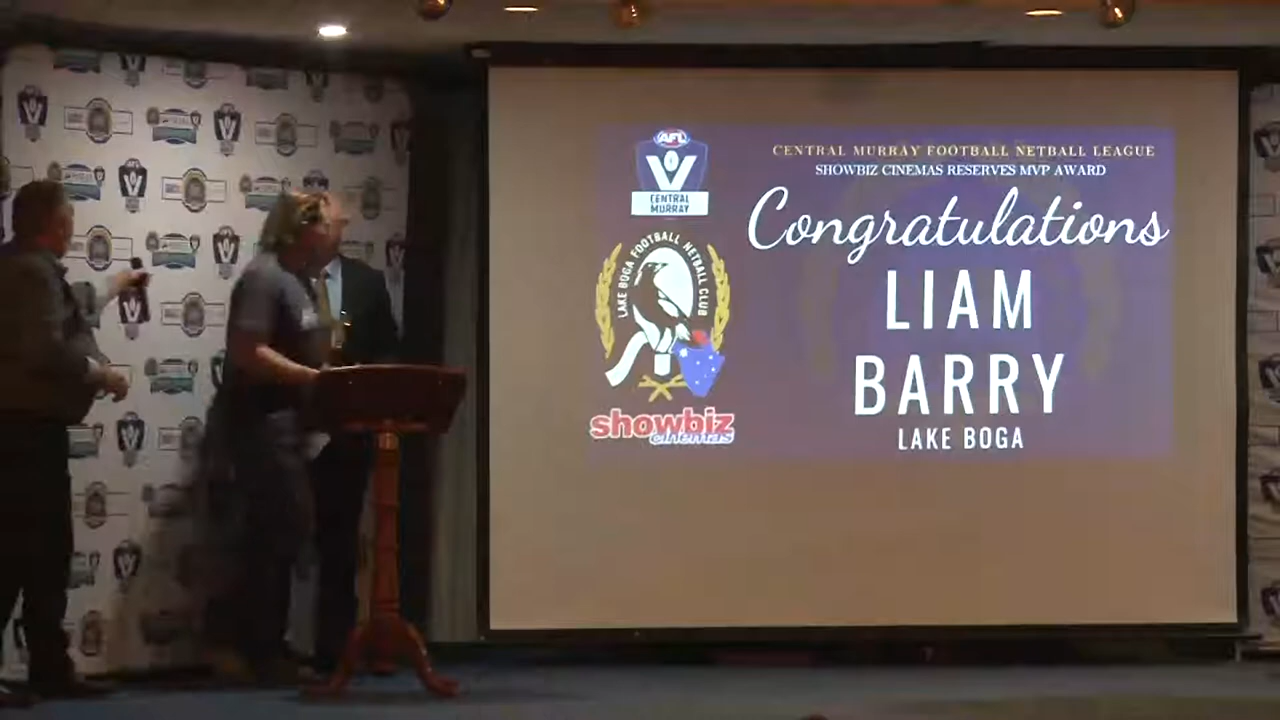 AFL
CENTRAL
MURRAY
LAKE BOGA FOOTBALL NETBALL CLUB
showbiz
cinemas
CENTRAL MURRAY FOOTBALL NETBALL LEAGUE
SHOWBIZ CINEMAS RESERVES MVP AWARD
Congratulations
LIAM
BARRY
LAKE BOGA